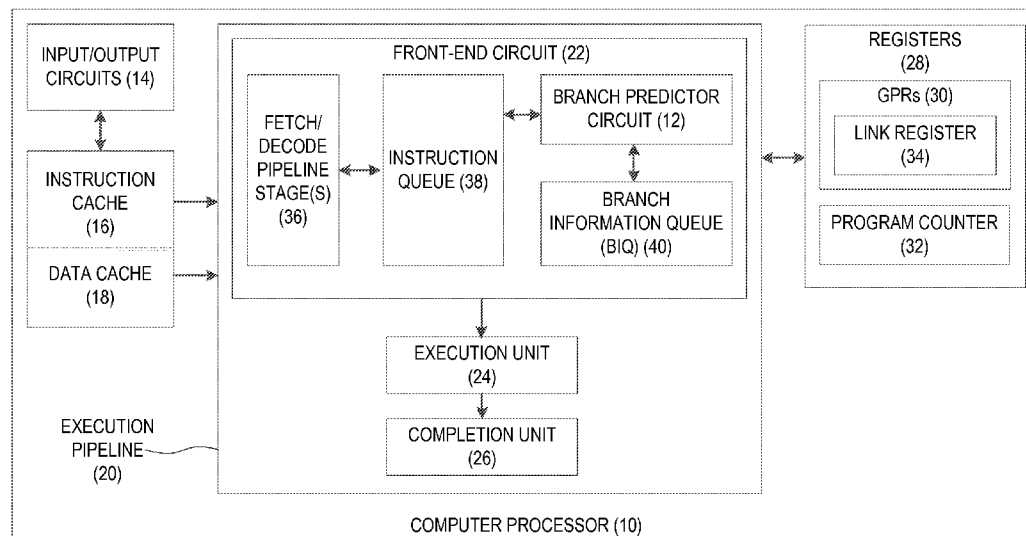 INPUT/OUTPUT
CIRCUITS (14)
INSTRUCTION
CACHE
(16)
DATA CACHE
(18)
EXECUTION
PIPELINE
(20)
FRONT-END CIRCUIT (22)
FETCH/
DECODE
PIPELINE
STAGE(S)
(36)
INSTRUCTION
QUEUE (38)
BRANCH PREDICTOR
CIRCUIT (12)
BRANCH
INFORMATION QUEUE
(BIQ) (40)
EXECUTION UNIT
(24)
COMPLETION UNIT
(26)
REGISTERS
(28)
GPRs (30)
LINK REGISTER
(34)
PROGRAM COUNTER
(32)
COMPUTER PROCESSOR (10)